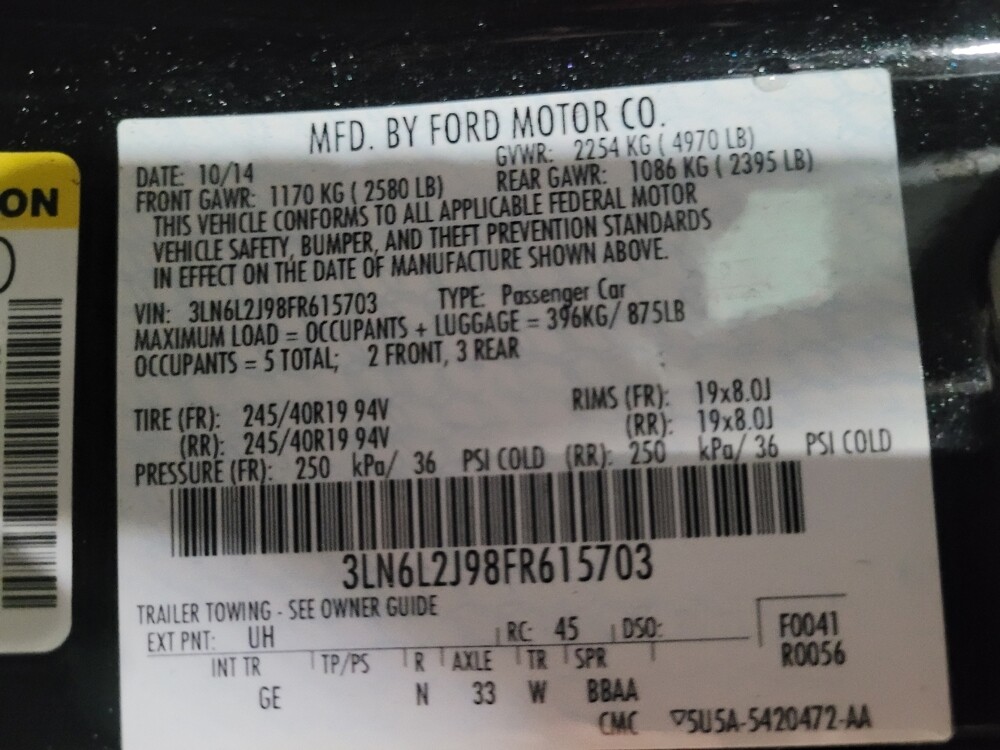 MFD. BY FORD MOTOR CO.
DATE: 10/14 GVWR: 2254 KG ( 4970 LB)
FRONT GAWR: 1170 KG ( 2580 LB) REAR GAWR: 1086 KG ( 2395 LB)
THIS VEHICLE CONFORMS TO ALL APPLICABLE FEDERAL MOTOR
VEHICLE SAFETY, BUMPER, AND THEFT PREVENTION STANDARDS
IN EFFECT ON THE DATE OF MANUFACTURE SHOWN ABOVE.
VIN: 3LN6L2J98FR615703 TYPE: Passenger Car
MAXIMUM LOAD = OCCUPANTS + LUGGAGE = 396KG/ 875LB
OCCUPANTS = 5 TOTAL; 2 FRONT, 3 REAR
TIRE (FR): 245/40R19 94V RIMS (FR): 19x8.0J
(RR): 245/40R19 94V (RR): 19x8.0J
PRESSURE (FR): 250 kPa/ 36 PSI COLD (RR): 250 kPa/ 36 PSI COLD
3LN6L2J98FR615703
TRAILER TOWING - SEE OWNER GUIDE
EXT PNT: UH RC: 45 DSO: F0041
INT TR TP/PS R AXLE TR SPR R0056
GE N 33 W BBAA
CMC ▽5U5A-5420472-AA
ON